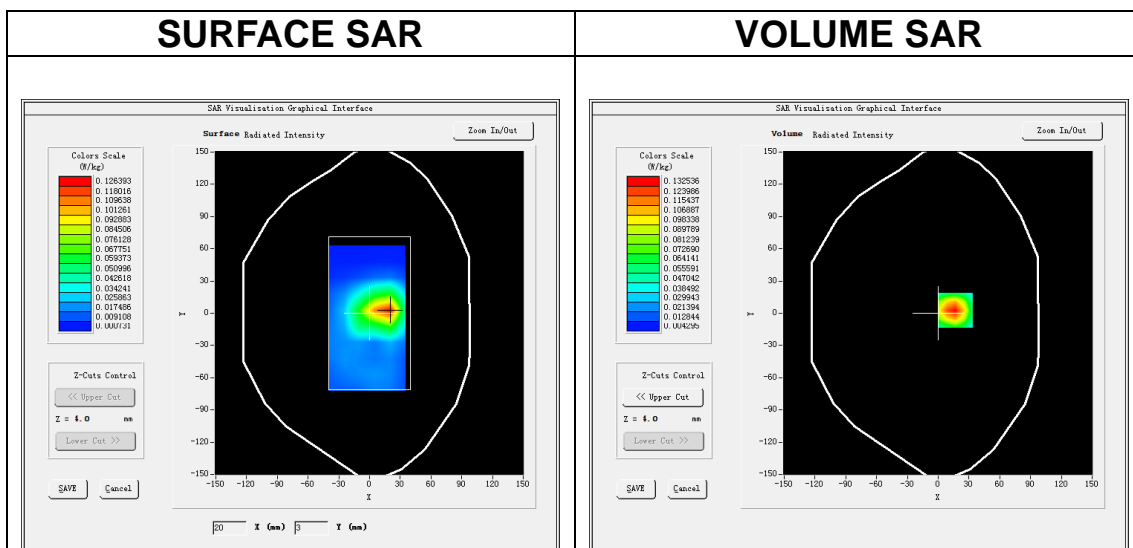 SURFACE SAR
VOLUME SAR
SAR Visualisation Graphical Interface
Surface Radiated Intensity
Zoom In/Out
Colors Scale
(W/kg)
0.126393
0.118016
0.109638
0.101261
0.092883
0.084506
0.076128
0.067751
0.059373
0.050996
0.042618
0.034241
0.025863
0.017486
0.009108
0.000731
Z-Cuts Control
<< Upper Cut
Z = 4.0 mm
Lower Cut >>
SAVE Cancel
150
120
90
60
30
0
-30
-60
-90
-120
-150
Y
-150 -120 -90 -60 -30 0 30 60 90 120 150
X
20 X (mm) 3 Y (mm)
SAR Visualisation Graphical Interface
Volume Radiated Intensity
Zoom In/Out
Colors Scale
(W/kg)
0.132536
0.123986
0.115437
0.106887
0.098338
0.089789
0.081239
0.072690
0.064141
0.055591
0.047042
0.038492
0.029943
0.021394
0.012844
0.004295
Z-Cuts Control
<< Upper Cut
Z = 4.0 mm
Lower Cut >>
SAVE Cancel
150
120
90
60
30
0
-30
-60
-90
-120
-150
Y
-150 -120 -90 -60 -30 0 30 60 90 120 150
X